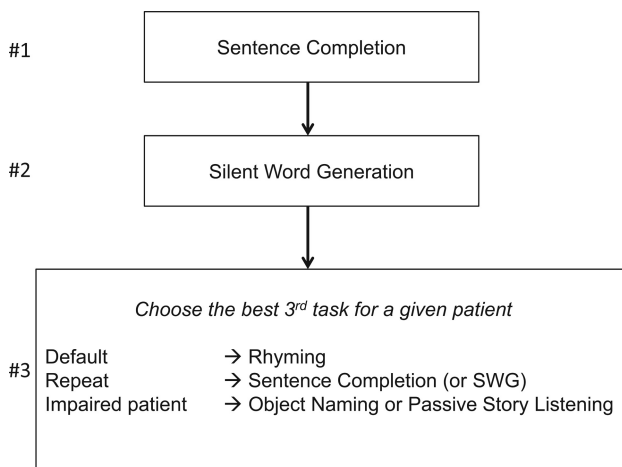 #1 Sentence Completion
#2 Silent Word Generation
Choose the best 3rd task for a given patient
Default → Rhyming
#3 Repeat → Sentence Completion (or SWG)
Impaired patient → Object Naming or Passive Story Listening